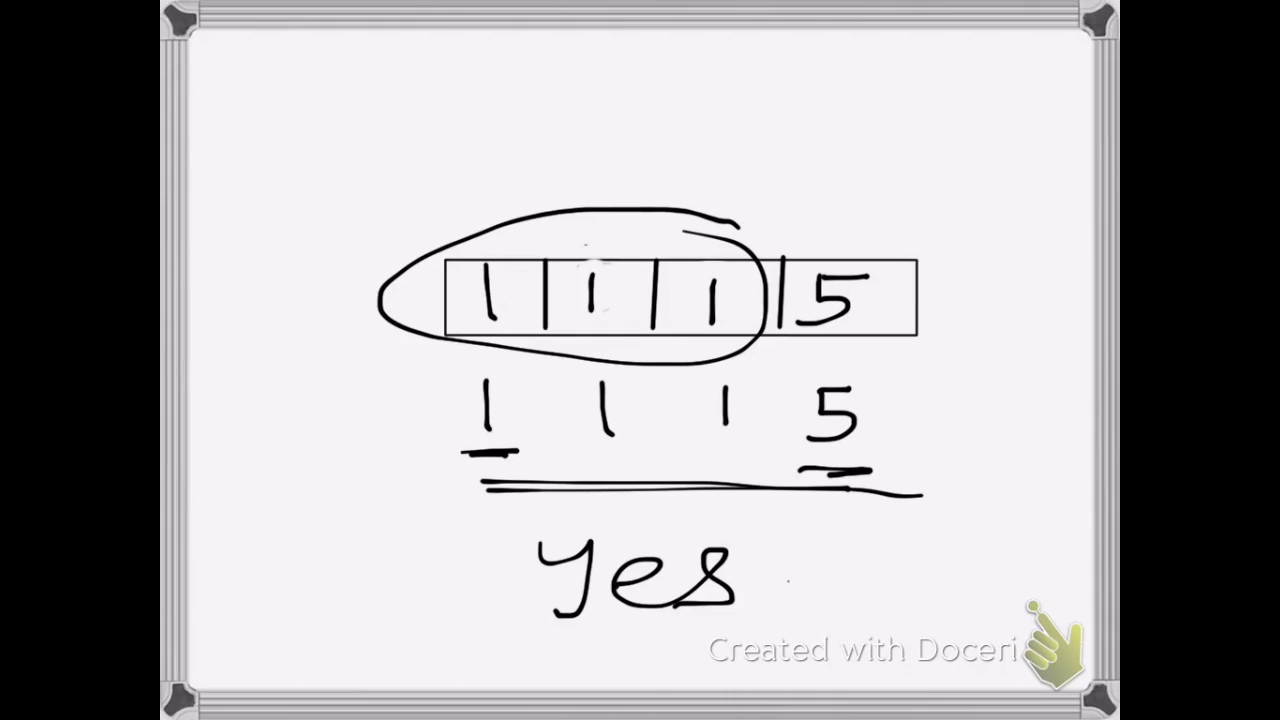 1 | 1 | 1 | 5
1 1 1 5
Yes
Created with Doceri